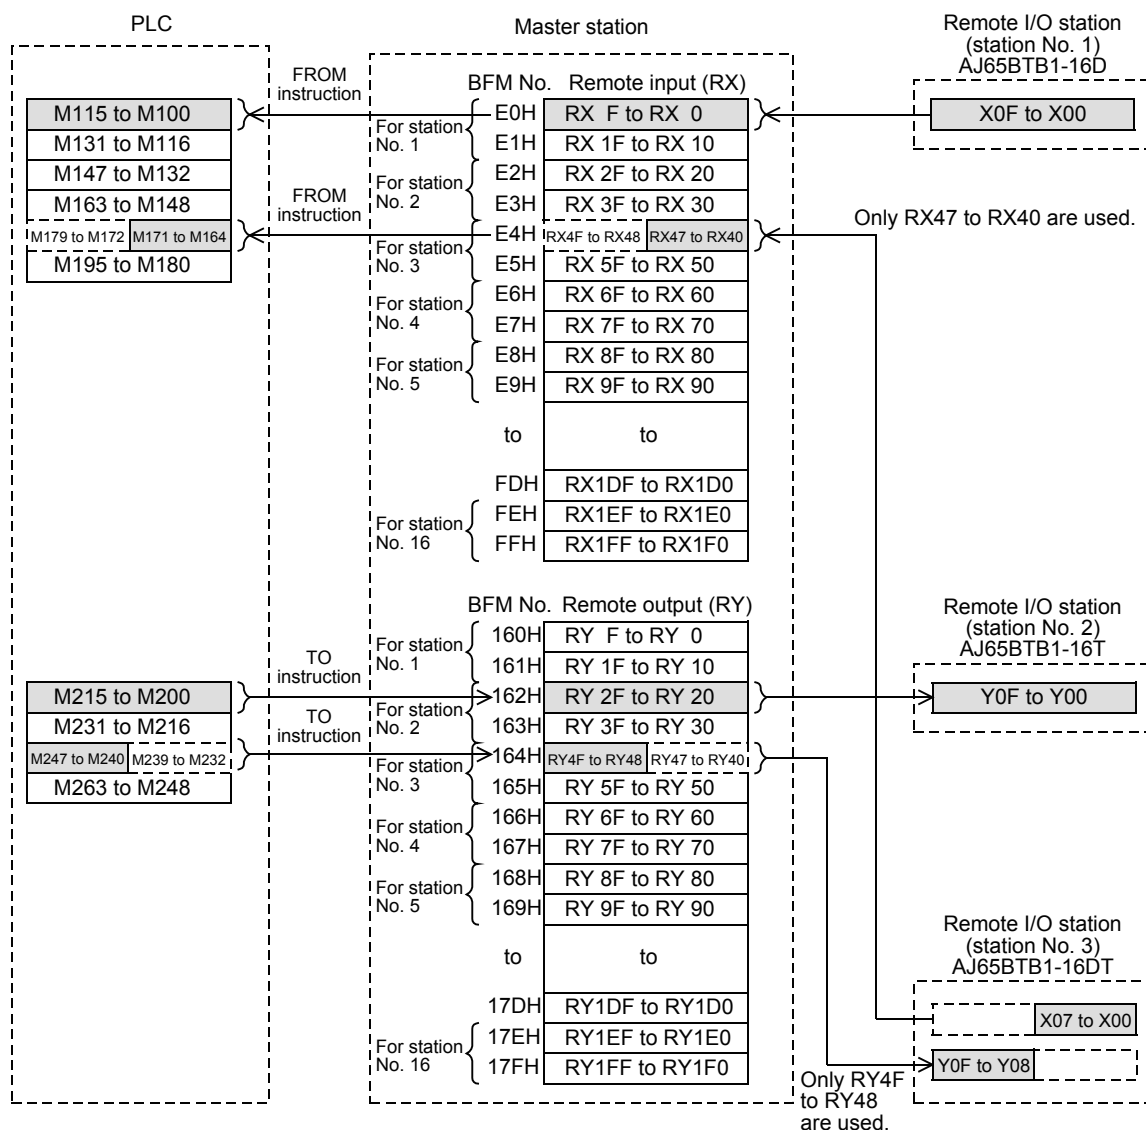 PLC
Master station
Remote I/O station
(station No. 1)
AJ65BTB1-16D
X0F to X00
FROM
instruction
BFM No. Remote input (RX)
M115 to M100
M131 to M116
M147 to M132
M163 to M148
M179 to M172 M171 to M164
M195 to M180
FROM
instruction
For station
No. 1
For station
No. 2
For station
No. 3
For station
No. 4
For station
No. 5
E0H RX F to RX 0
E1H RX 1F to RX 10
E2H RX 2F to RX 20
E3H RX 3F to RX 30
E4H RX4F to RX48 RX47 to RX40
E5H RX 5F to RX 50
E6H RX 6F to RX 60
E7H RX 7F to RX 70
E8H RX 8F to RX 80
E9H RX 9F to RX 90
to to
FDH RX1DF to RX1D0
For station
No. 16
FEH RX1EF to RX1E0
FFH RX1FF to RX1F0
Only RX47 to RX40 are used.
BFM No. Remote output (RY)
Remote I/O station
(station No. 2)
AJ65BTB1-16T
Y0F to Y00
TO
instruction
M215 to M200
M231 to M216
M247 to M240 M239 to M232
M263 to M248
TO
instruction
For station
No. 1
For station
No. 2
For station
No. 3
For station
No. 4
For station
No. 5
160H RY F to RY 0
161H RY 1F to RY 10
162H RY 2F to RY 20
163H RY 3F to RY 30
164H RY4F to RY48 RY47 to RY40
165H RY 5F to RY 50
166H RY 6F to RY 60
167H RY 7F to RY 70
168H RY 8F to RY 80
169H RY 9F to RY 90
to to
17DH RY1DF to RY1D0
For station
No. 16
17EH RY1EF to RY1E0
17FH RY1FF to RY1F0
Remote I/O station
(station No. 3)
AJ65BTB1-16DT
X07 to X00
Y0F to Y08
Only RY4F
to RY48
are used.